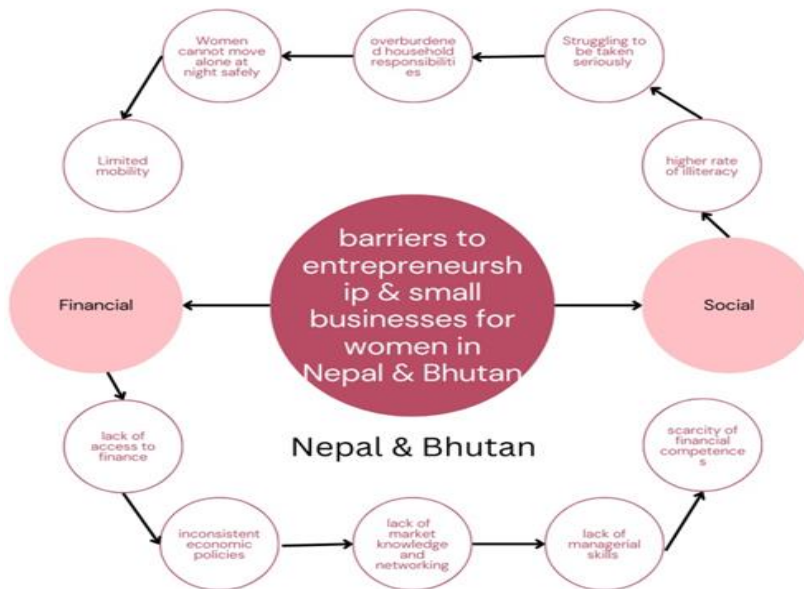 Women
cannot move
alone at
night safely
overburdene
d household
responsibiliti
es
Struggling to
be taken
seriously
Limited
mobility
higher rate
of illiteracy
barriers to
entrepreneursh
ip & small
businesses for
women in
Nepal & Bhutan
Financial
Social
lack of
access to
finance
Nepal & Bhutan
scarcity of
financial
competence
s
inconsistent
economic
policies
lack of
market
knowledge
and
networking
lack of
managerial
skills